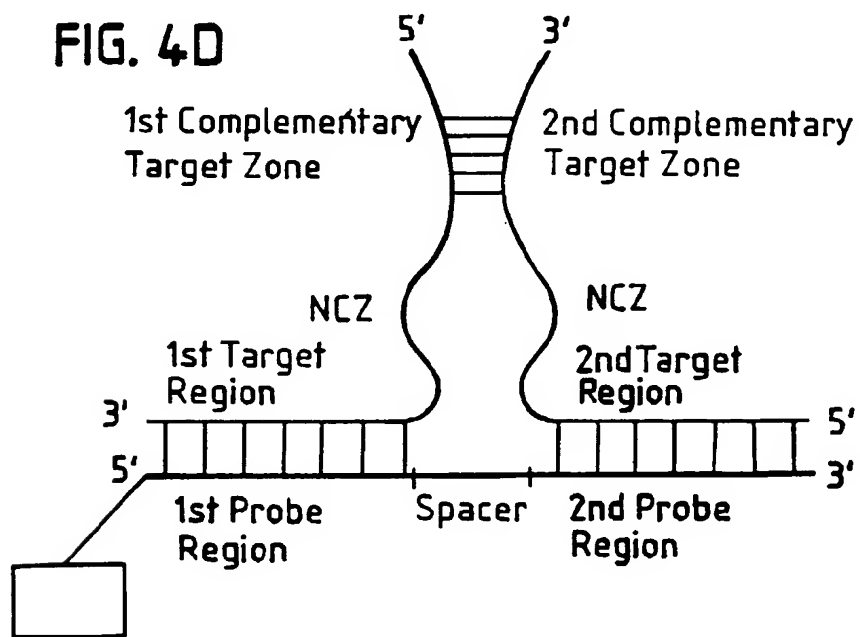 FIG. 4D
5'
3'
1st Complementary
Target Zone
2nd Complementary
Target Zone
NCZ
NCZ
1st Target
Region
2nd Target
Region
3'
5'
5'
3'
1st Probe
Region
Spacer
2nd Probe
Region